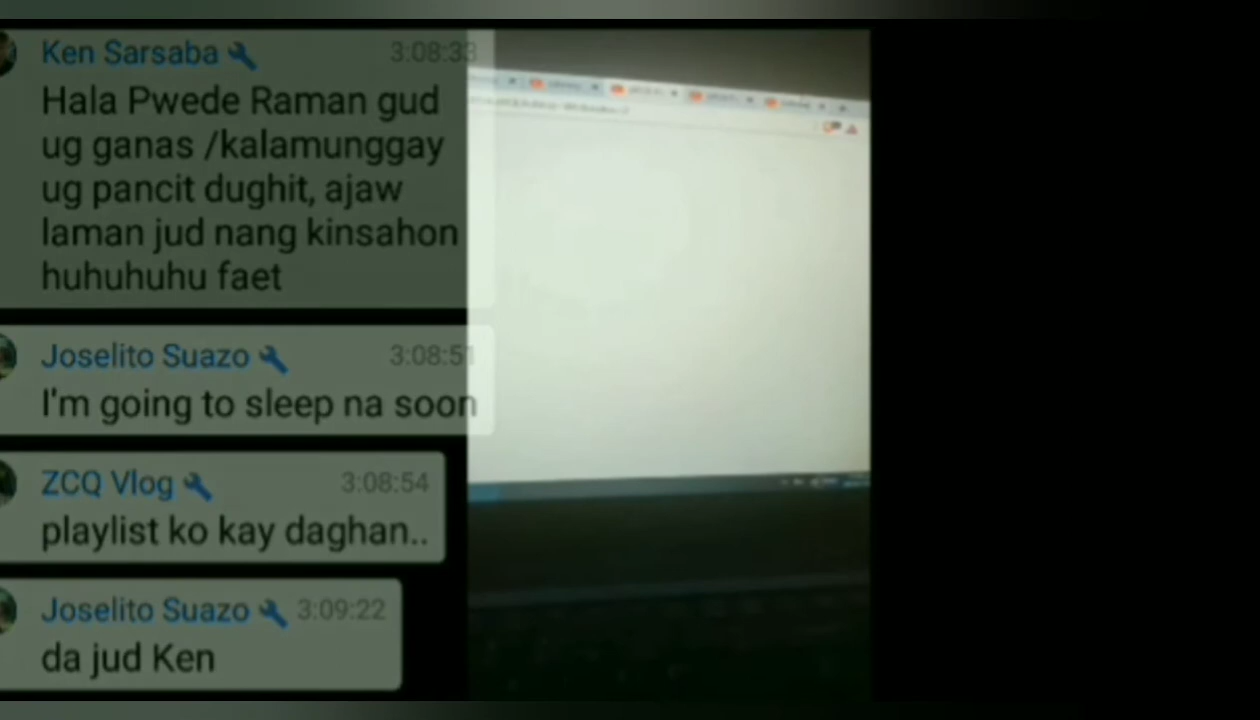 Ken Sarsaba 3:08:33
Hala Pwede Raman gud
ug ganas /kalamunggay
ug pancit dughit, ajaw
laman jud nang kinsahon
huhuhuhu faet
Joselito Suazo 3:08:51
I'm going to sleep na soon
ZCQ Vlog 3:08:54
playlist ko kay daghan..
Joselito Suazo 3:09:22
da jud Ken